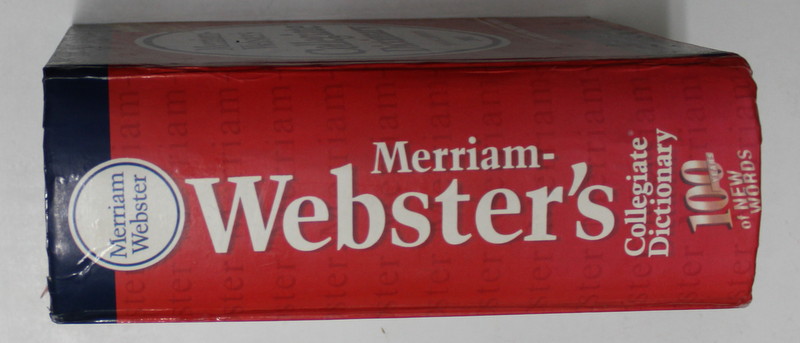 Merriam
Webster
Merriam-
Webster's
Collegiate®
Dictionary
100
of NEW
WORDS